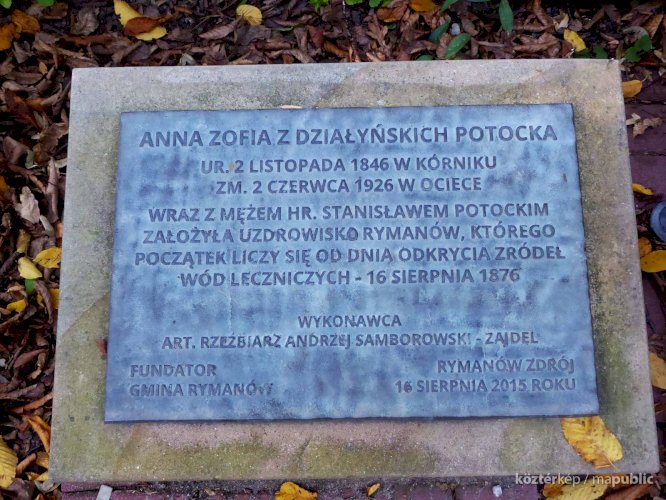 ANNA ZOFIA Z DZIAŁYŃSKICH POTOCKA
UR. 2 LISTOPADA 1846 W KÓRNIKU
ZM. 2 CZERWCA 1926 W OCIECE
WRAZ Z MĘŻEM HR. STANISŁAWEM POTOCKIM
ZAŁOŻYŁA UZDROWISKO RYMANÓW, KTÓREGO
POCZĄTEK LICZY SIĘ OD DNIA ODKRYCIA ŹRÓDEŁ
WÓD LECZNICZYCH - 16 SIERPNIA 1876
WYKONAWCA
ART. RZEŹBIARZ ANDRZEJ SAMBOROWSKI - ZAJDEL
FUNDATOR
GMINA RYMANÓW
RYMANÓW ZDRÓJ
16 SIERPNIA 2015 ROKU
köztérkép / mapublic